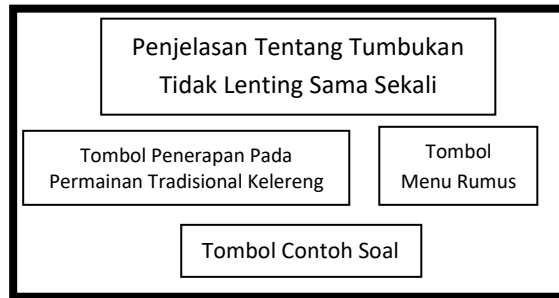 Penjelasan Tentang Tumbukan
Tidak Lenting Sama Sekali
Tombol Penerapan Pada
Permainan Tradisional Kelereng
Tombol
Menu Rumus
Tombol Contoh Soal